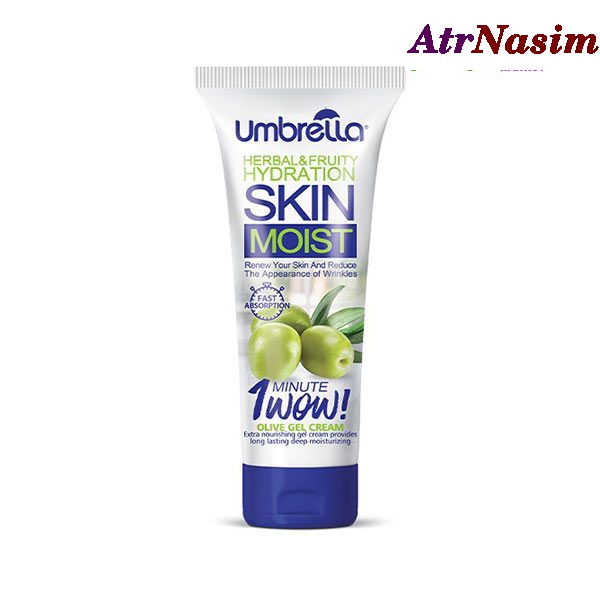 AtrNasim
Umbrella®
HERBAL&FRUITY
HYDRATION
SKIN
MOIST
Renew Your Skin And Reduce
The Appearance of Wrinkles
FAST
ABSORPTION
1 MINUTE
WOW!
OLIVE GEL CREAM
Extra nourishing gel cream provides
long lasting deep moisturizing